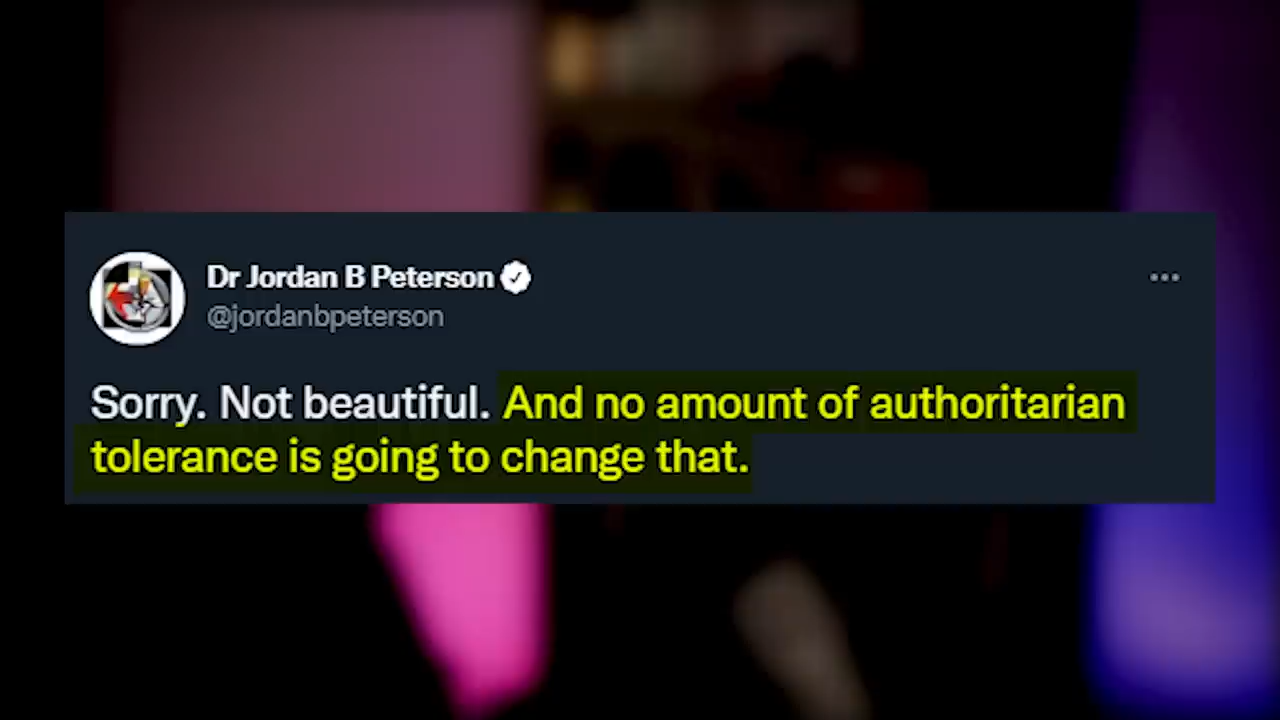 Dr Jordan B Peterson
@jordanbpeterson
Sorry. Not beautiful. And no amount of authoritarian
tolerance is going to change that.